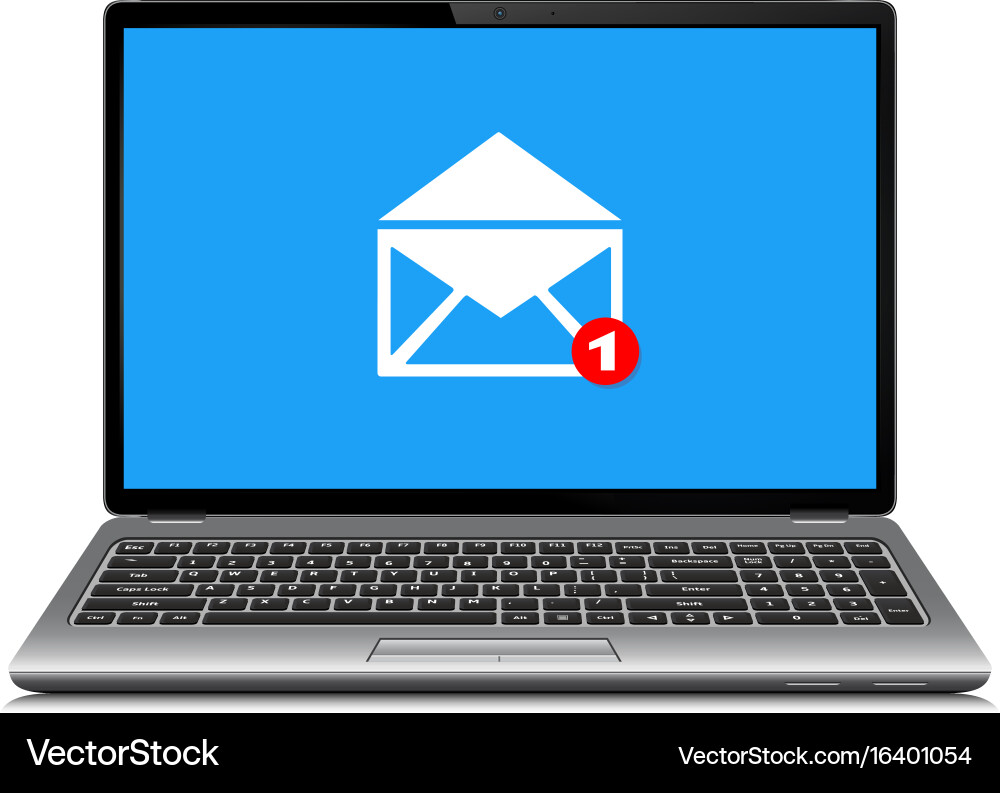 1
Esc F1 F2 F3 F4 F5 F6 F7 F8 F9 F10 F11 F12 PrtSc Ins Del Home Pg Up Pg Dn End
~ 1 2 3 4 5 6 7 8 9 0 Backspace Num Lock / * -
Tab Q W E R T Y U I O P { [ } ] 7 8 9 +
Caps Lock A S D F G H J K L Enter 4 5 6
Shift Z X C V B N M / Shift 1 2 3 Enter
Ctrl Fn Alt Alt Ctrl 0 Del
VectorStock
VectorStock.com/16401054